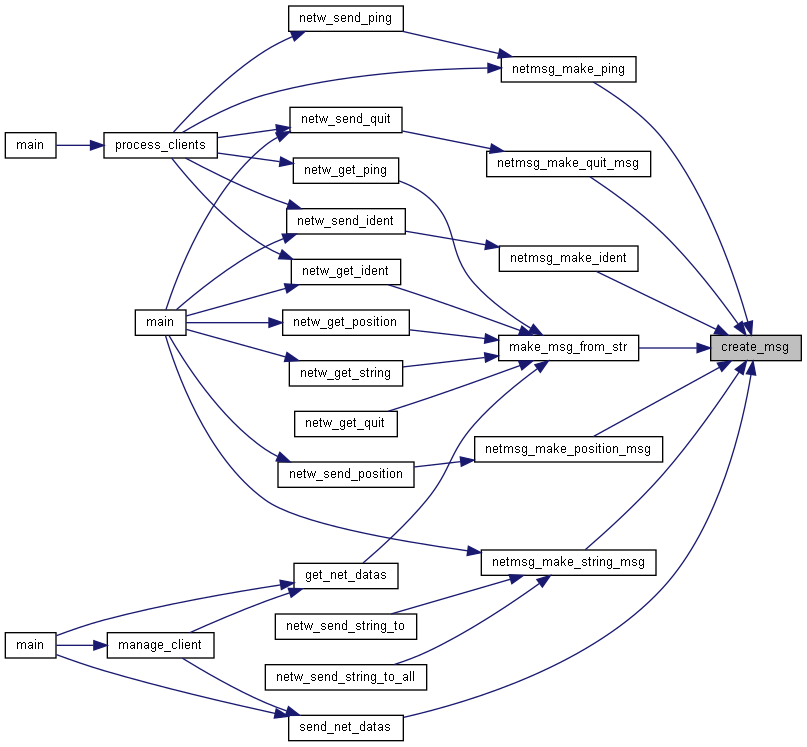 netw_send_ping
netmsg_make_ping
netw_send_quit
main
process_clients
netmsg_make_quit_msg
netw_get_ping
netw_send_ident
netmsg_make_ident
netw_get_ident
main
netw_get_position
make_msg_from_str
create_msg
netw_get_string
netw_get_quit
netmsg_make_position_msg
netw_send_position
netmsg_make_string_msg
get_net_datas
netw_send_string_to
main
manage_client
netw_send_string_to_all
send_net_datas